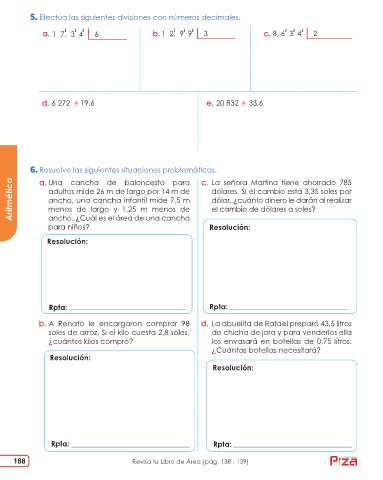 5. Efectúa las siguientes divisiones con números decimales.
a. 1 7, 3 4 6
b. 1 2, 9 9 3
c. 8, 6 3 4 2
d. 6 272 ÷ 19.6
e. 20 832 ÷ 33.6
6. Resuelve las siguientes situaciones problemáticas.
a. Una cancha de baloncesto para
adultos mide 26 m de largo por 14 m de
ancho, una cancha infantil mide 7,5 m
menos de largo y 1,25 m menos de
ancho. ¿Cuál es el área de una cancha
para niños?
Resolución:
Rpta:
b. A Renato le encargaron comprar 98
soles de arroz. Si el kilo cuesta 2,8 soles,
¿cuántos kilos compró?
Resolución:
Rpta:
c. La señora Martina tiene ahorrado 785
dólares. Si el cambio está 3,35 soles por
dólar, ¿cuánto dinero le darán al realizar
el cambio de dólares a soles?
Resolución:
Rpta:
d. La abuelita de Rafael preparó 43,5 litros
de chicha de jora y para venderlos ella
los envasará en botellas de 0,75 litros.
¿Cuántas botellas necesitará?
Resolución:
Rpta:
Aritmética
188
Revisa tu Libro de Área (pág. 138 - 139)